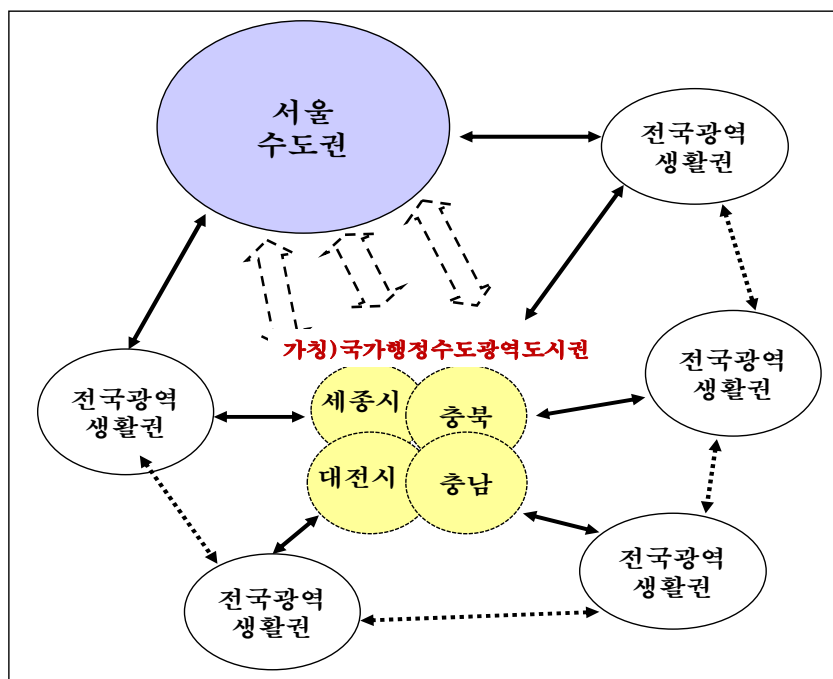 서울
수도권
전국광역
생활권
가칭)국가행정수도광역도시권
전국광역
생활권
전국광역
생활권
세종시
충북
대전시
충남
전국광역
생활권
전국광역
생활권